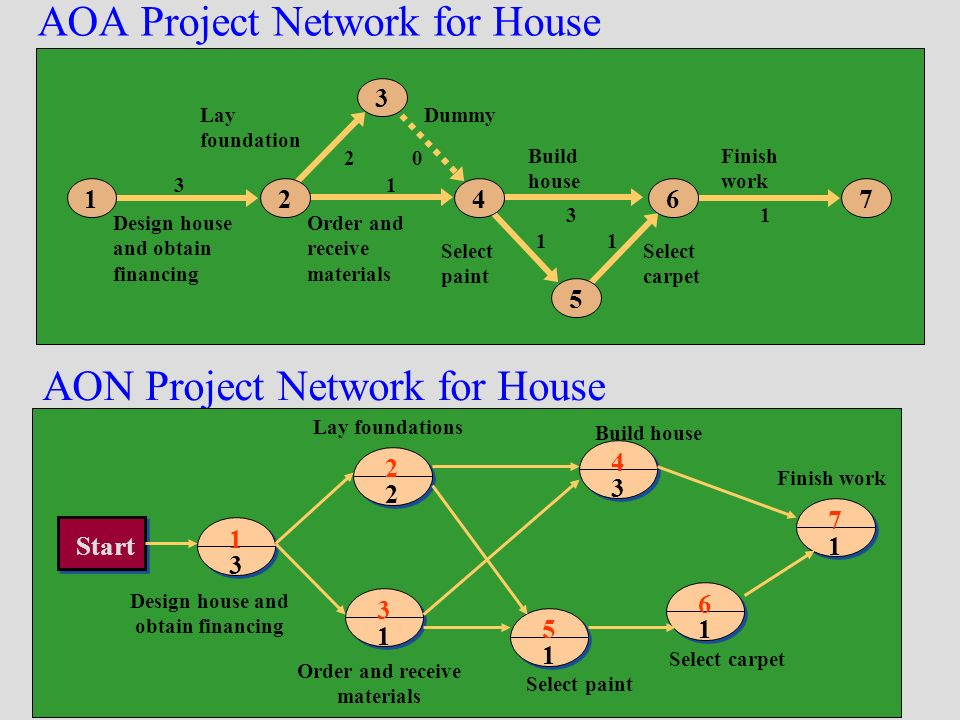 AOA Project Network for House
3
Lay
foundation
Dummy
2
0
Build
house
Finish
work
3
1
1
2
4
6
7
Design house
and obtain
financing
Order and
receive
materials
3
1
1
1
Select
paint
Select
carpet
5
AON Project Network for House
Lay foundations
Build house
2
2
4
3
Finish work
7
1
Start
1
3
Design house and
obtain financing
3
1
6
1
5
1
Order and receive
materials
Select carpet
Select paint